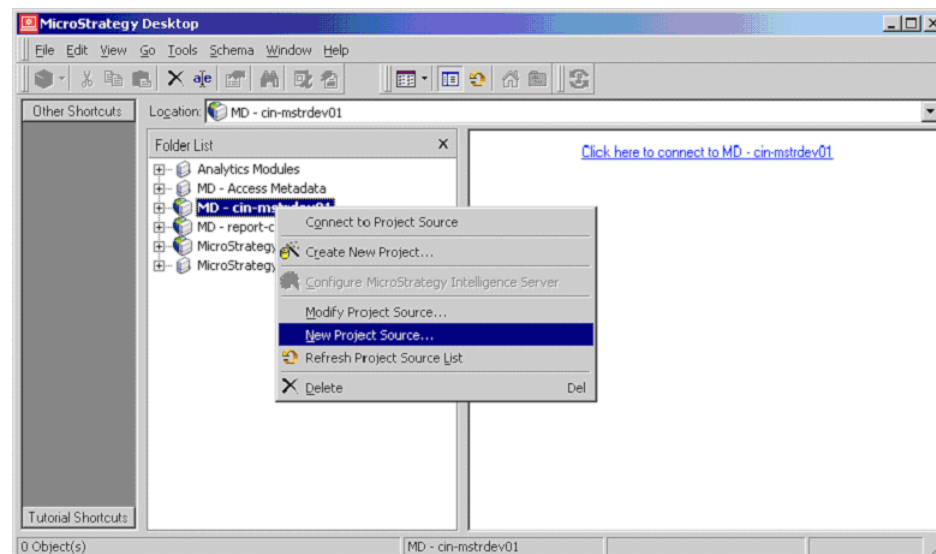 MicroStrategy Desktop
File Edit View Go Tools Schema Window Help
Other Shortcuts
Location: MD - cin-mstrdev01
Folder List
Analytics Modules
MD - Access Metadata
MD - cin-mstrdev01
MD - report-c
MicroStrategy
MicroStrategy
Connect to Project Source
Create New Project...
Configure MicroStrategy Intelligence Server
Modify Project Source...
New Project Source...
Refresh Project Source List
Delete Del
Click here to connect to MD - cin-mstrdev01
Tutorial Shortcuts
0 Object(s)
MD - cin-mstrdev01